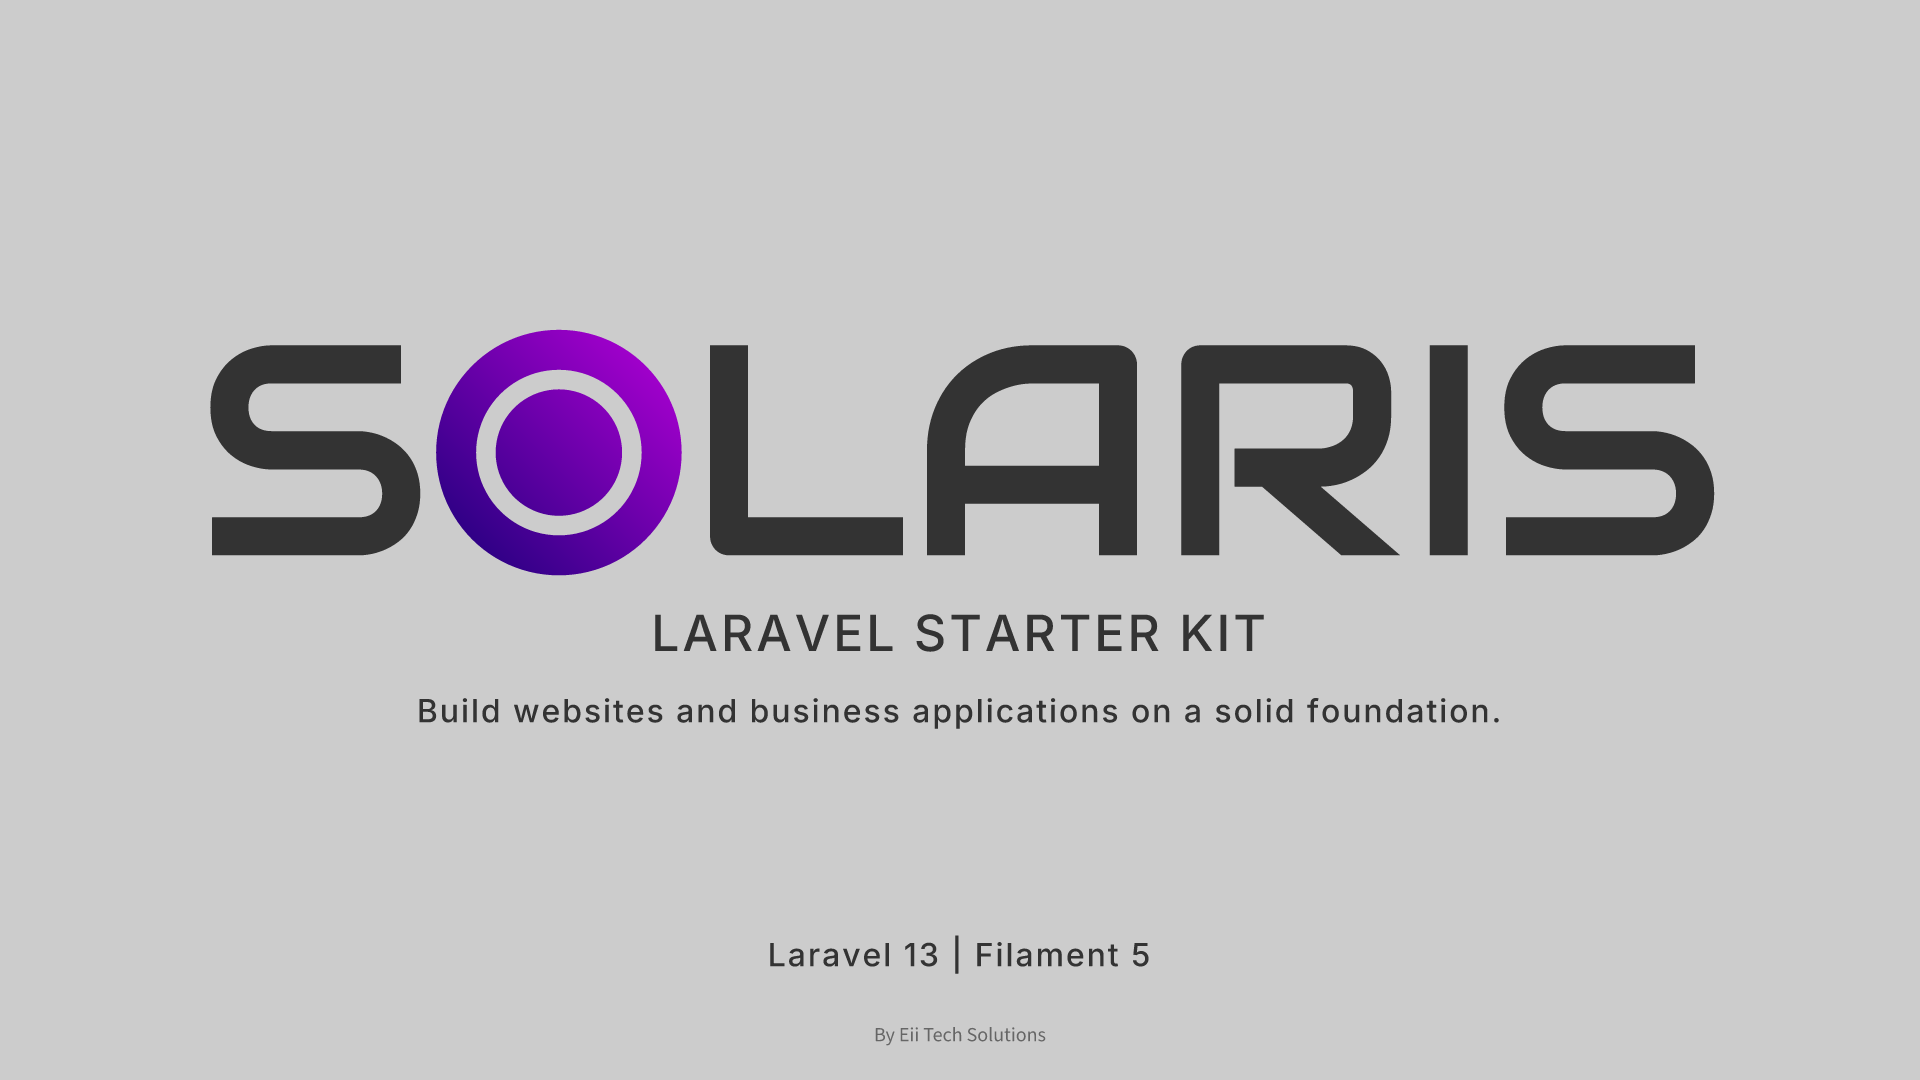 SOLARIS
LARAVEL STARTER KIT
Build websites and business applications on a solid foundation.
Laravel 13 | Filament 5
By Eii Tech Solutions